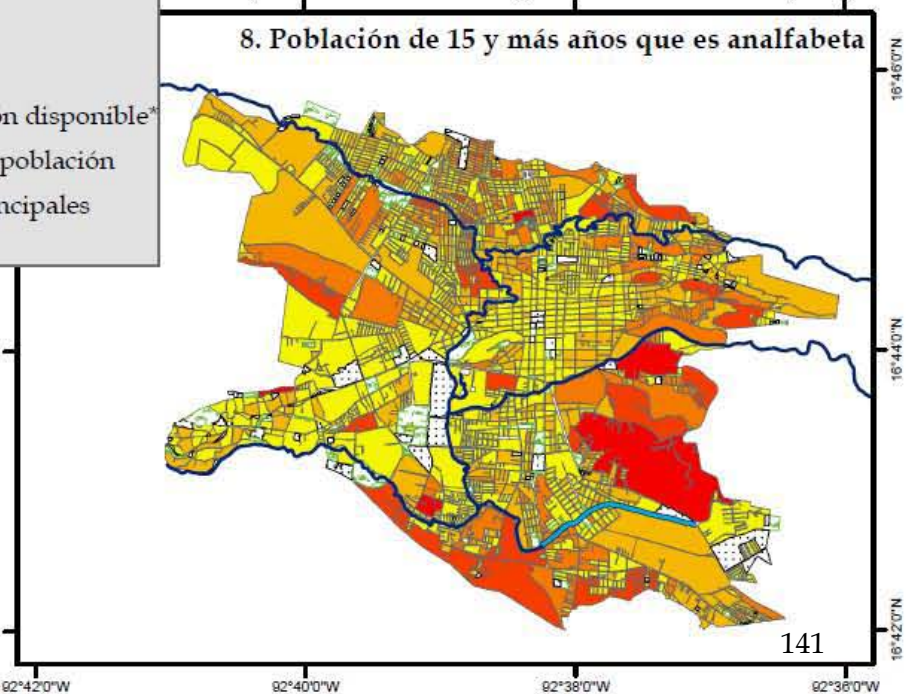 8. Población de 15 y más años que es analfabeta
ón disponible*
población
ncipales
16°46'0"N
16°44'0"N
16°42'0"N
141
92°42'0"W
92°40'0"W
92°38'0"W
92°36'0"W